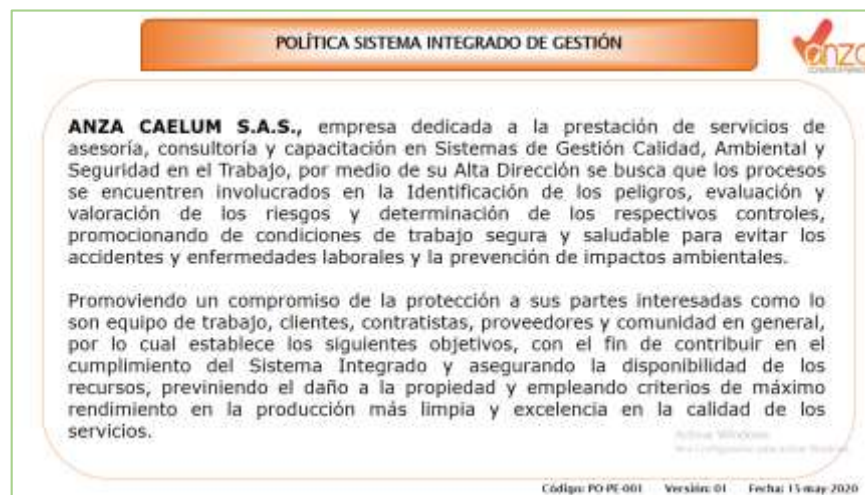 POLÍTICA SISTEMA INTEGRADO DE GESTIÓN
anza
ANZA CAELUM S.A.S., empresa dedicada a la prestación de servicios de
asesoría, consultoría y capacitación en Sistemas de Gestión Calidad, Ambiental y
Seguridad en el Trabajo, por medio de su Alta Dirección se busca que los procesos
se encuentren involucrados en la Identificación de los peligros, evaluación y
valoración de los riesgos y determinación de los respectivos controles,
promocionando de condiciones de trabajo segura y saludable para evitar los
accidentes y enfermedades laborales y la prevención de impactos ambientales.
Promoviendo un compromiso de la protección a sus partes interesadas como lo
son equipo de trabajo, clientes, contratistas, proveedores y comunidad en general,
por lo cual establece los siguientes objetivos, con el fin de contribuir en el
cumplimiento del Sistema Integrado y asegurando la disponibilidad de los
recursos, previniendo el daño a la propiedad y empleando criterios de máximo
rendimiento en la producción más limpia y excelencia en la calidad de los
servicios.
Activar Windows
Código: PO-PE-001 Versión: 01 Fecha: 15-may-2020